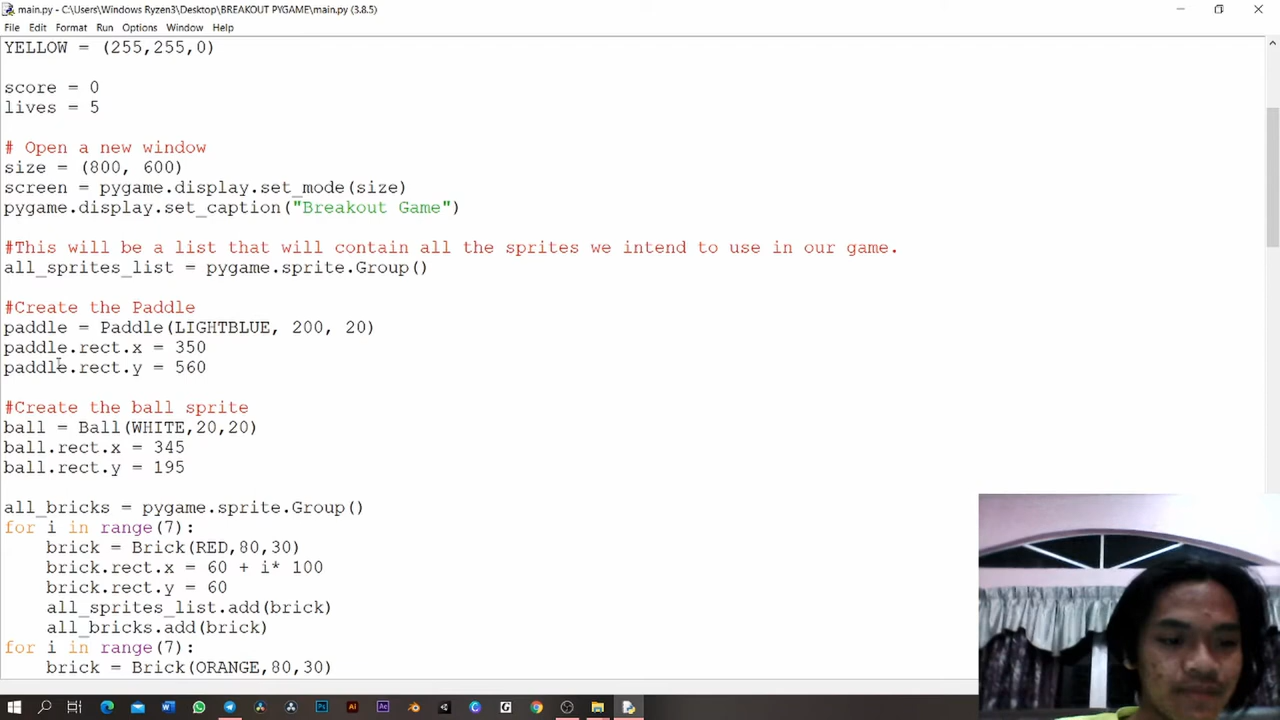 main.py - C:\Users\Windows Ryzen3\Desktop\BREAKOUT PYGAME\main.py (3.8.5)
File Edit Format Run Options Window Help
YELLOW = (255,255,0)
score = 0
lives = 5
# Open a new window
size = (800, 600)
screen = pygame.display.set_mode(size)
pygame.display.set_caption("Breakout Game")
#This will be a list that will contain all the sprites we intend to use in our game.
all_sprites_list = pygame.sprite.Group()
#Create the Paddle
paddle = Paddle(LIGHTBLUE, 200, 20)
paddle.rect.x = 350
paddle.rect.y = 560
#Create the ball sprite
ball = Ball(WHITE,20,20)
ball.rect.x = 345
ball.rect.y = 195
all_bricks = pygame.sprite.Group()
for i in range(7):
    brick = Brick(RED,80,30)
    brick.rect.x = 60 + i* 100
    brick.rect.y = 60
    all_sprites_list.add(brick)
    all_bricks.add(brick)
for i in range(7):
    brick = Brick(ORANGE,80,30)